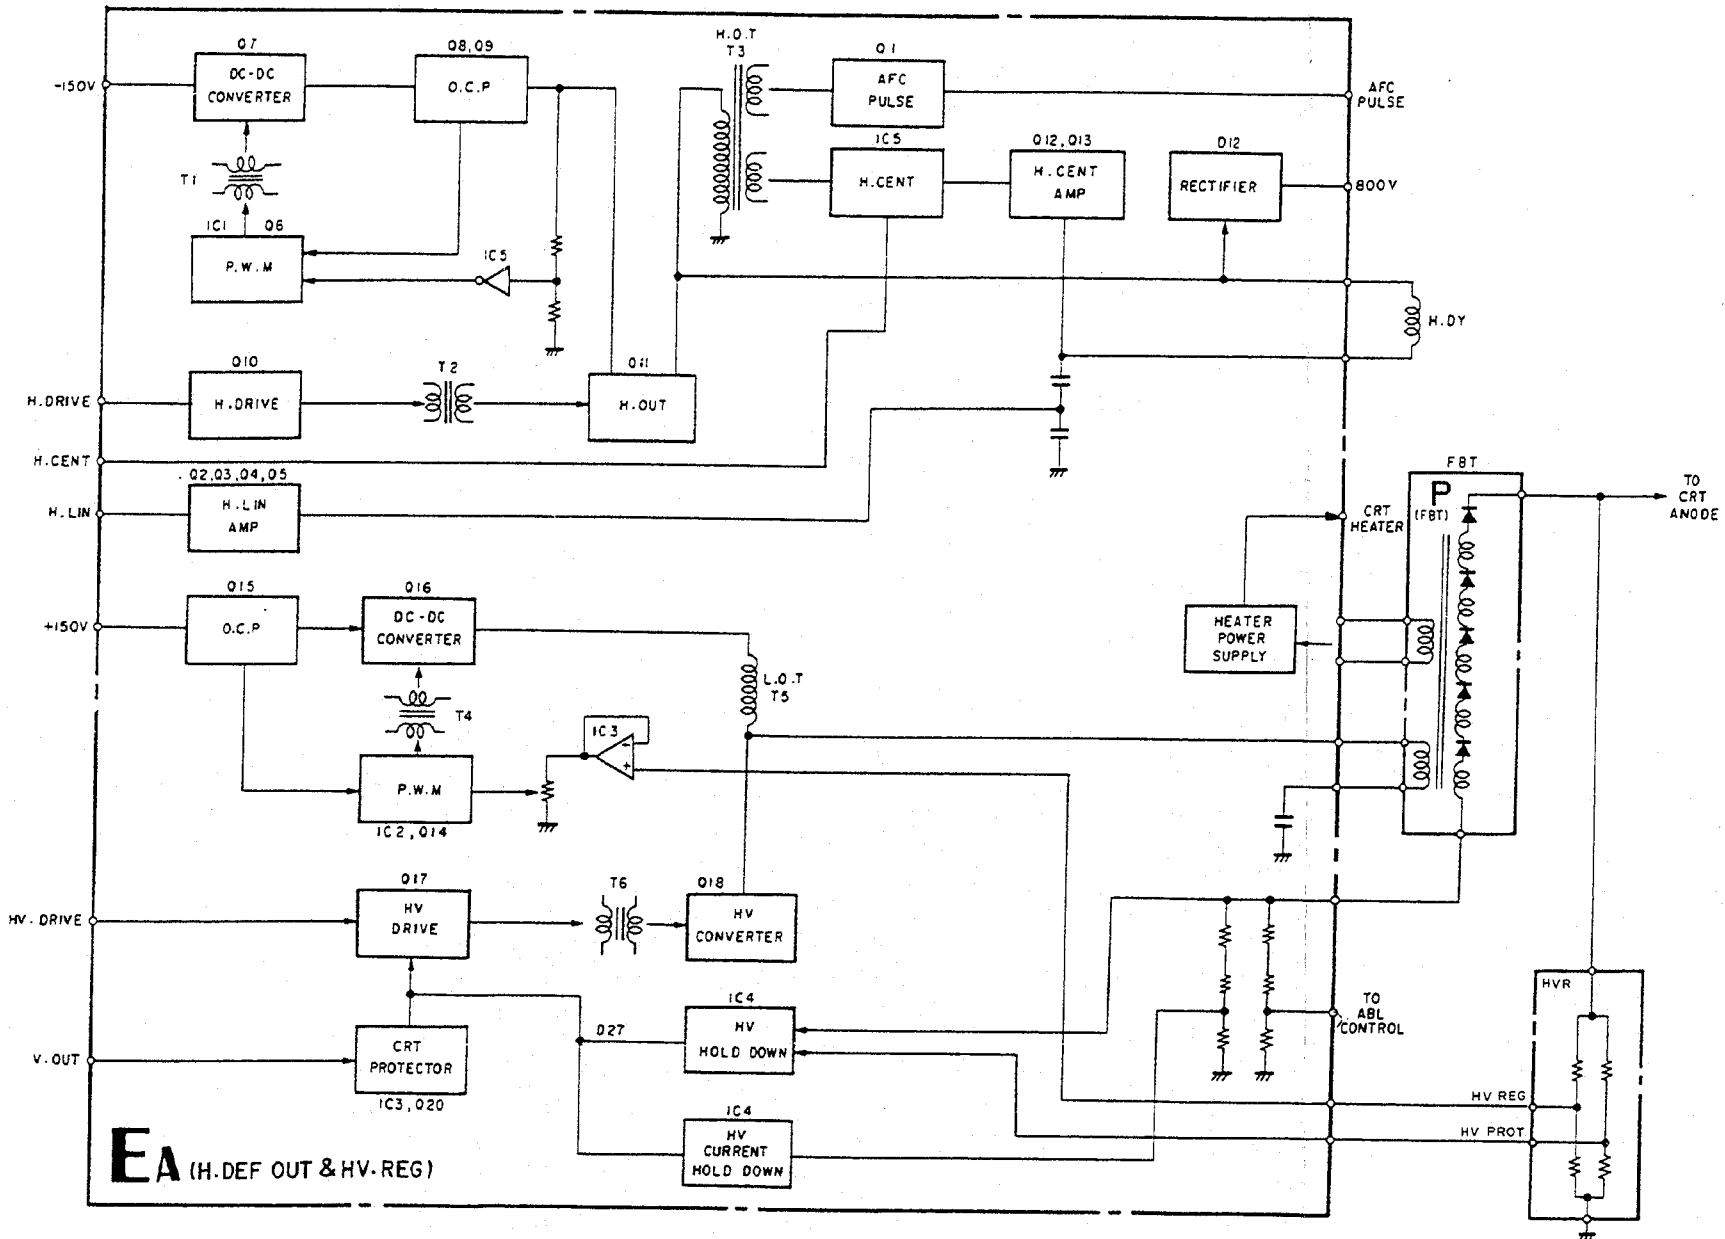 H.O.T
T3
Q7
DC-DC
CONVERTER
Q8,Q9
O.C.P
Q1
AFC
PULSE
-150V
AFC
PULSE
IC5
H.CENT
Q12,Q13
H.CENT
AMP
D12
RECTIFIER
800V
T1
IC1 Q6
P.W.M
IC5
H.DY
Q10
H.DRIVE
T2
Q11
H.OUT
H.DRIVE
H.CENT
Q2,Q3,Q4,Q5
H.LIN
AMP
H.LIN
FBT
P
(FBT)
TO
CRT
ANODE
CRT
HEATER
Q15
O.C.P
Q16
DC-DC
CONVERTER
+150V
HEATER
POWER
SUPPLY
L.O.T
T5
T4
IC3
-
+
P.W.M
IC2,Q14
Q17
HV
DRIVE
T6
Q18
HV
CONVERTER
HV.DRIVE
HVR
IC4
HV
HOLD DOWN
D27
TO
ABL
CONTROL
V.OUT
CRT
PROTECTOR
IC3,Q20
HV REG
HV PROT.
IC4
HV
CURRENT
HOLD DOWN
EA (H.DEF OUT & HV.REG)